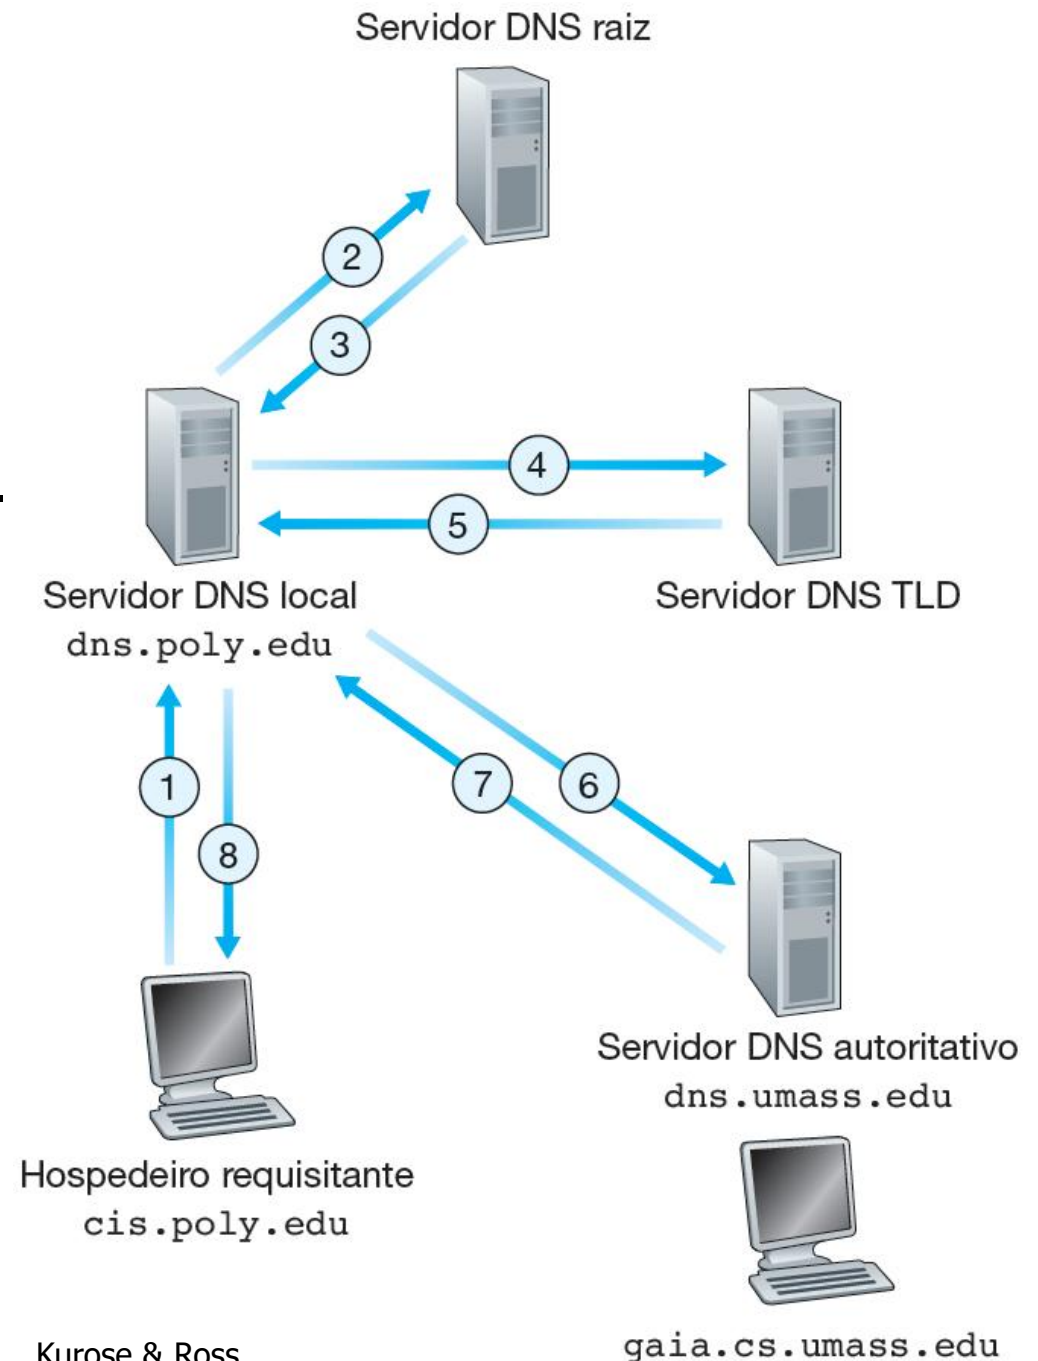 Servidor DNS raiz
2
3
4
5
Servidor DNS local
dns.poly.edu
Servidor DNS TLD
1
8
7
6
Servidor DNS autoritativo
dns.umass.edu
Hospedeiro requisitante
cis.poly.edu
gaia.cs.umass.edu
Kurose & Ross